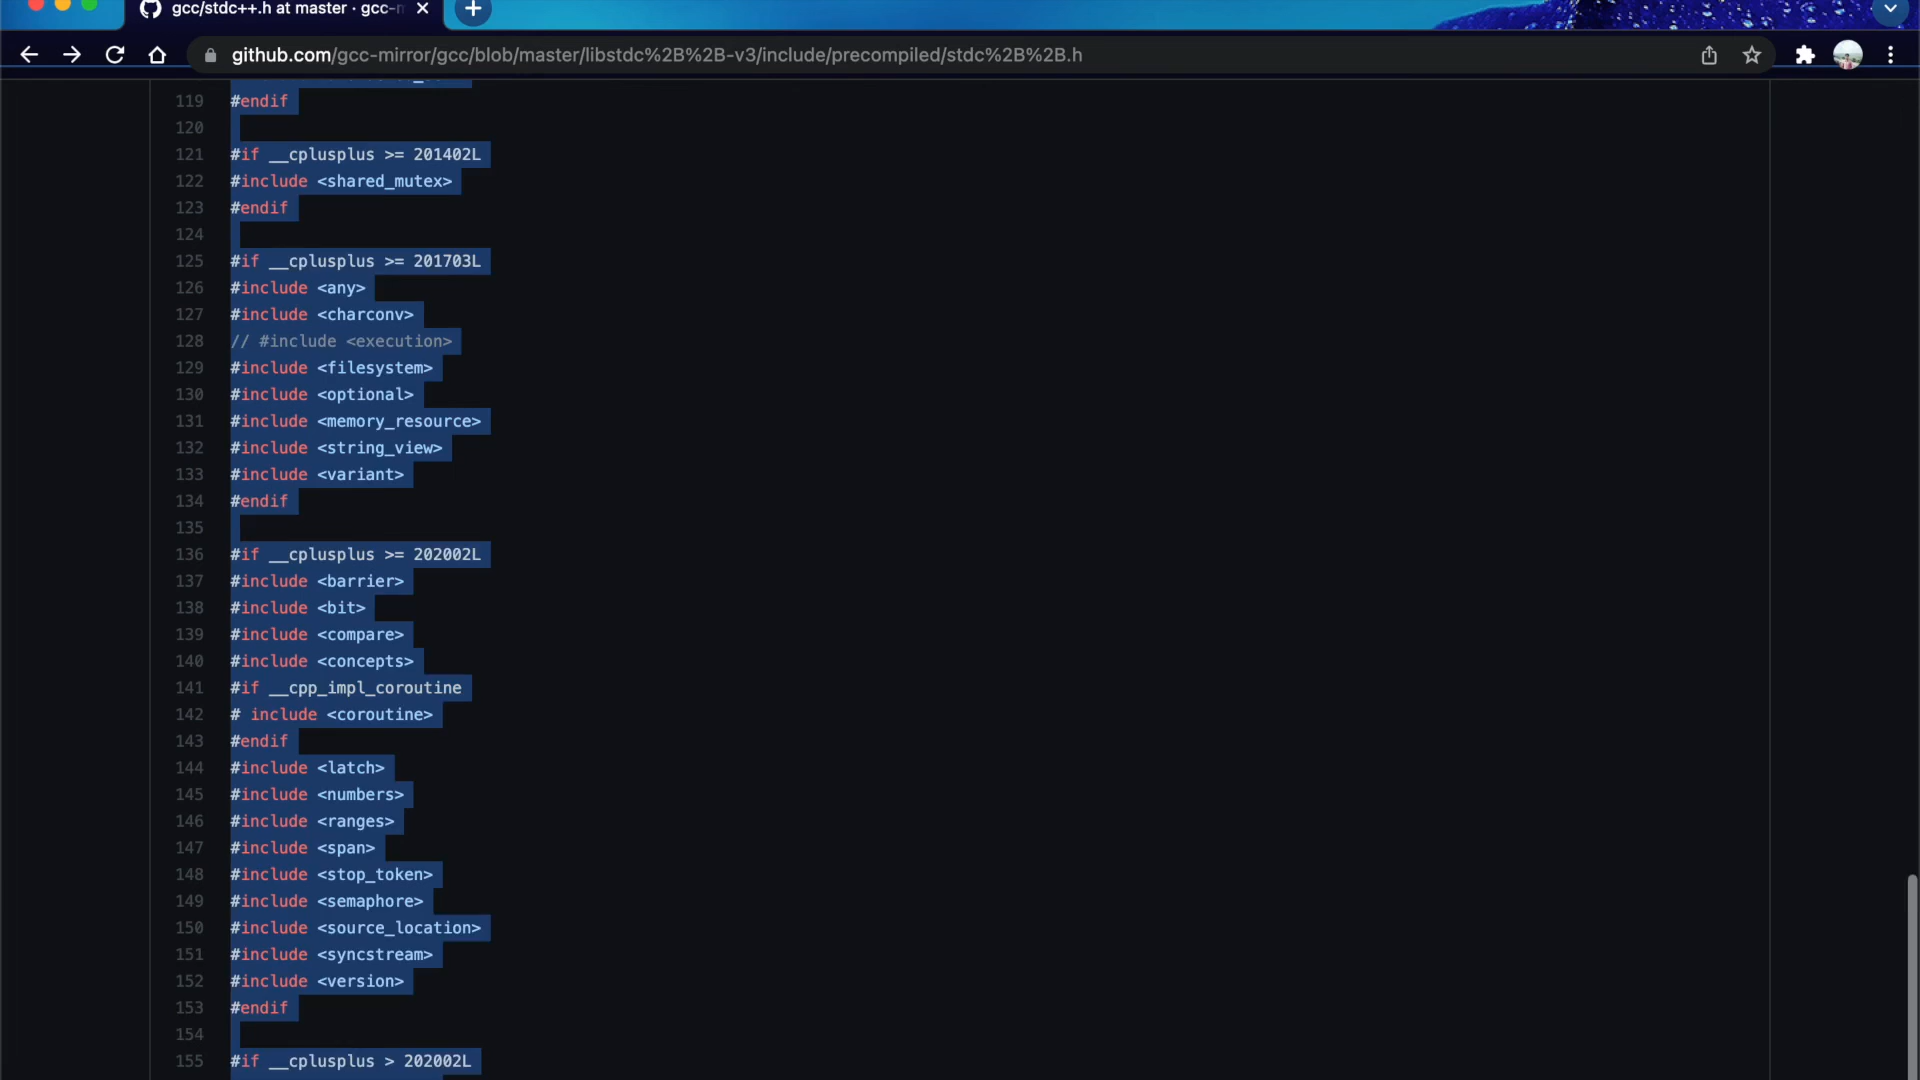 gcc/stdc++.h at master · gcc-m
github.com/gcc-mirror/gcc/blob/master/libstdc%2B%2B-v3/include/precompiled/stdc%2B%2B.h
119 #endif
120
121 #if __cplusplus >= 201402L
122 #include <shared_mutex>
123 #endif
124
125 #if __cplusplus >= 201703L
126 #include <any>
127 #include <charconv>
128 // #include <execution>
129 #include <filesystem>
130 #include <optional>
131 #include <memory_resource>
132 #include <string_view>
133 #include <variant>
134 #endif
135
136 #if __cplusplus >= 202002L
137 #include <barrier>
138 #include <bit>
139 #include <compare>
140 #include <concepts>
141 #if __cpp_impl_coroutine
142 # include <coroutine>
143 #endif
144 #include <latch>
145 #include <numbers>
146 #include <ranges>
147 #include <span>
148 #include <stop_token>
149 #include <semaphore>
150 #include <source_location>
151 #include <syncstream>
152 #include <version>
153 #endif
154
155 #if __cplusplus > 202002L